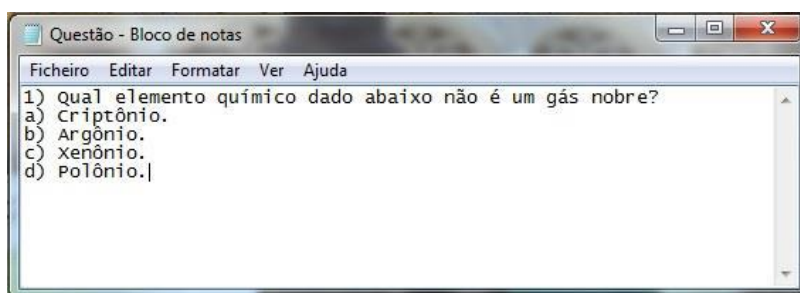 Questão - Bloco de notas
Ficheiro Editar Formatar Ver Ajuda
1) Qual elemento químico dado abaixo não é um gás nobre?
a) Criptônio.
b) Argônio.
c) Xenônio.
d) Polônio.